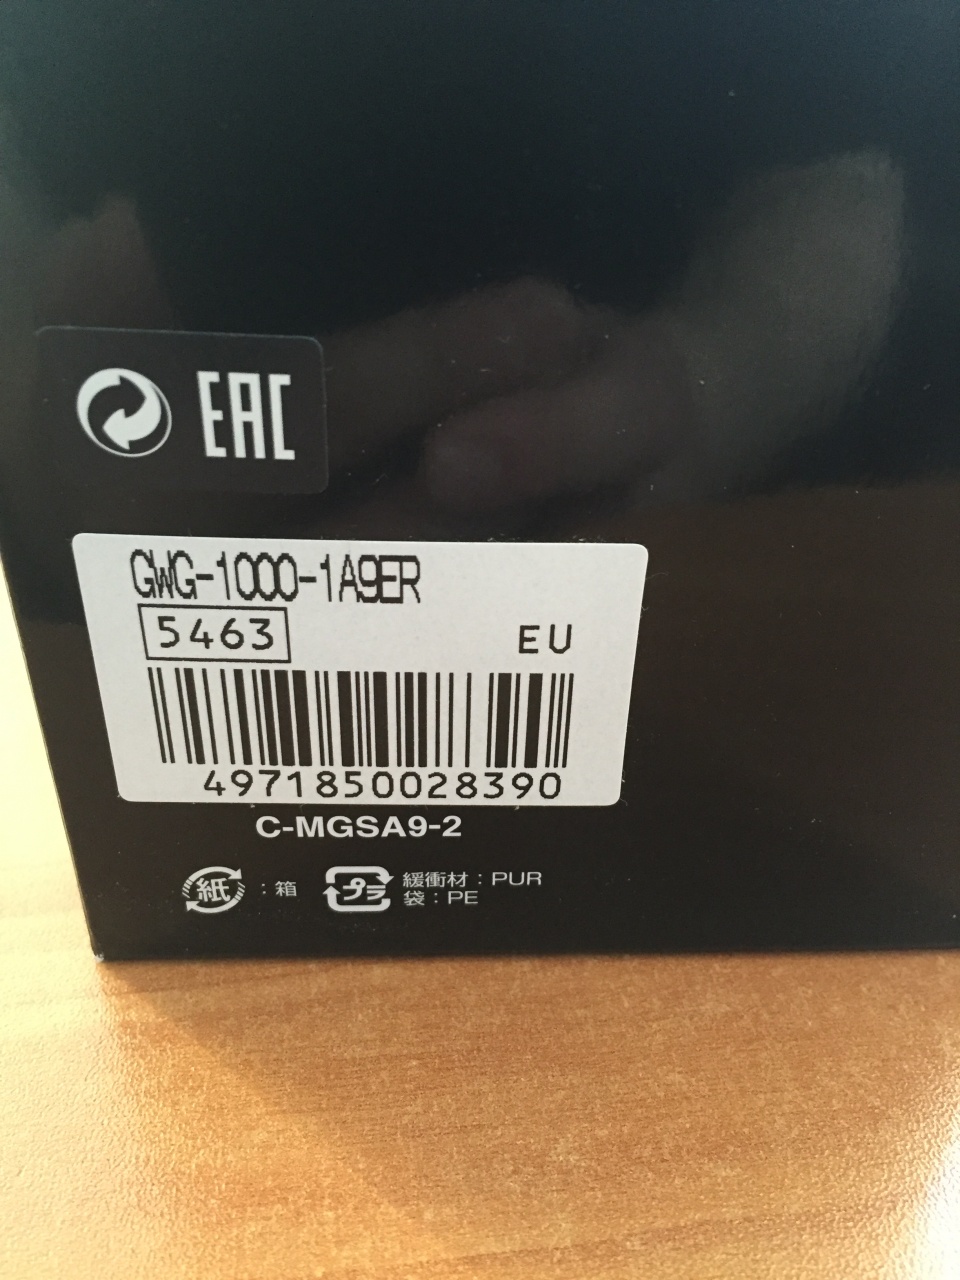 EAC
GWG-1000-1A9ER
5463
EU
4971850028390
C-MGSA9-2
紙 : 箱
プラ 緩衝材 : PUR
袋 : PE